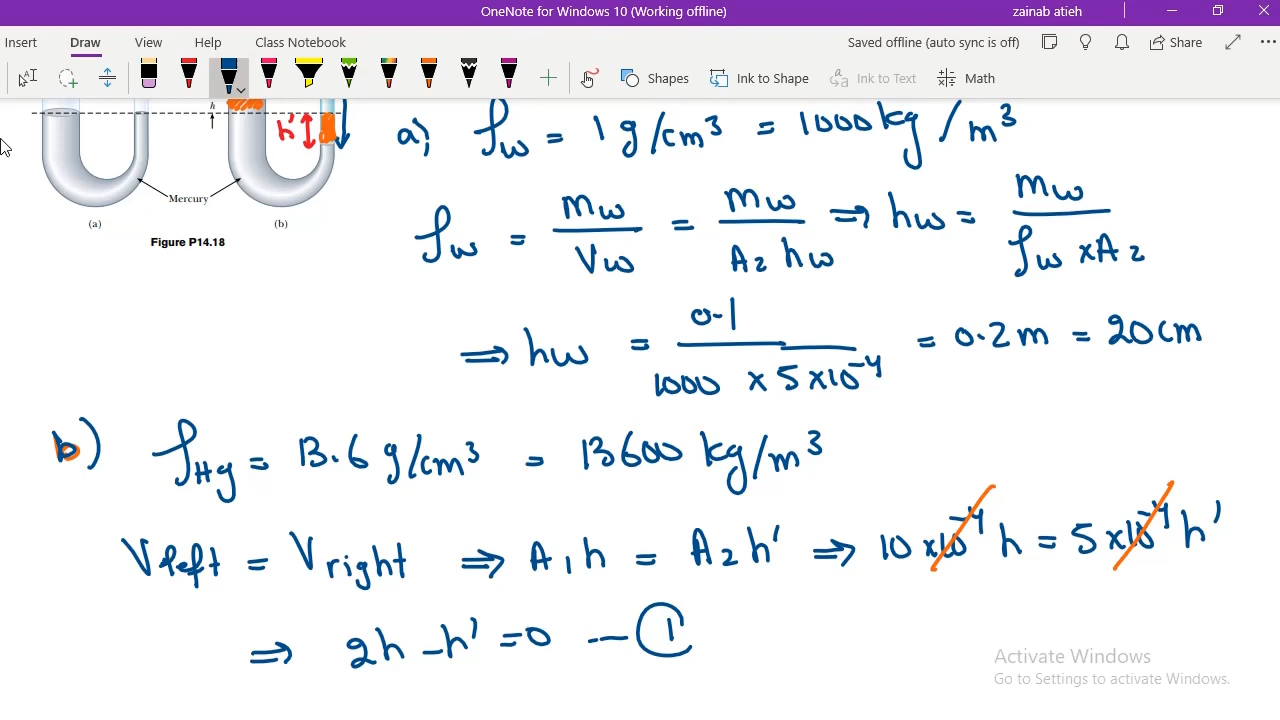 OneNote for Windows 10 (Working offline)
zainab atieh
Insert Draw View Help Class Notebook
Saved offline (auto sync is off) Share
Shapes Ink to Shape Ink to Text Math
h
h'
Mercury
(a) (b)
Figure P14.18
a) ρw = 1 g/cm³ = 1000 kg/m³
ρw = mw/Vw = mw/(A₂ hw) ⇒ hw = mw/(ρw × A₂)
⇒ hw = 0.1/(1000 × 5×10⁻⁴) = 0.2 m = 20 cm
b) ρHg = 13.6 g/cm³ = 13600 kg/m³
Vleft = Vright ⇒ A₁h = A₂h' ⇒ 10×10⁻⁴ h = 5×10⁻⁴ h'
⇒ 2h - h' = 0 --- ①
Activate Windows
Go to Settings to activate Windows.